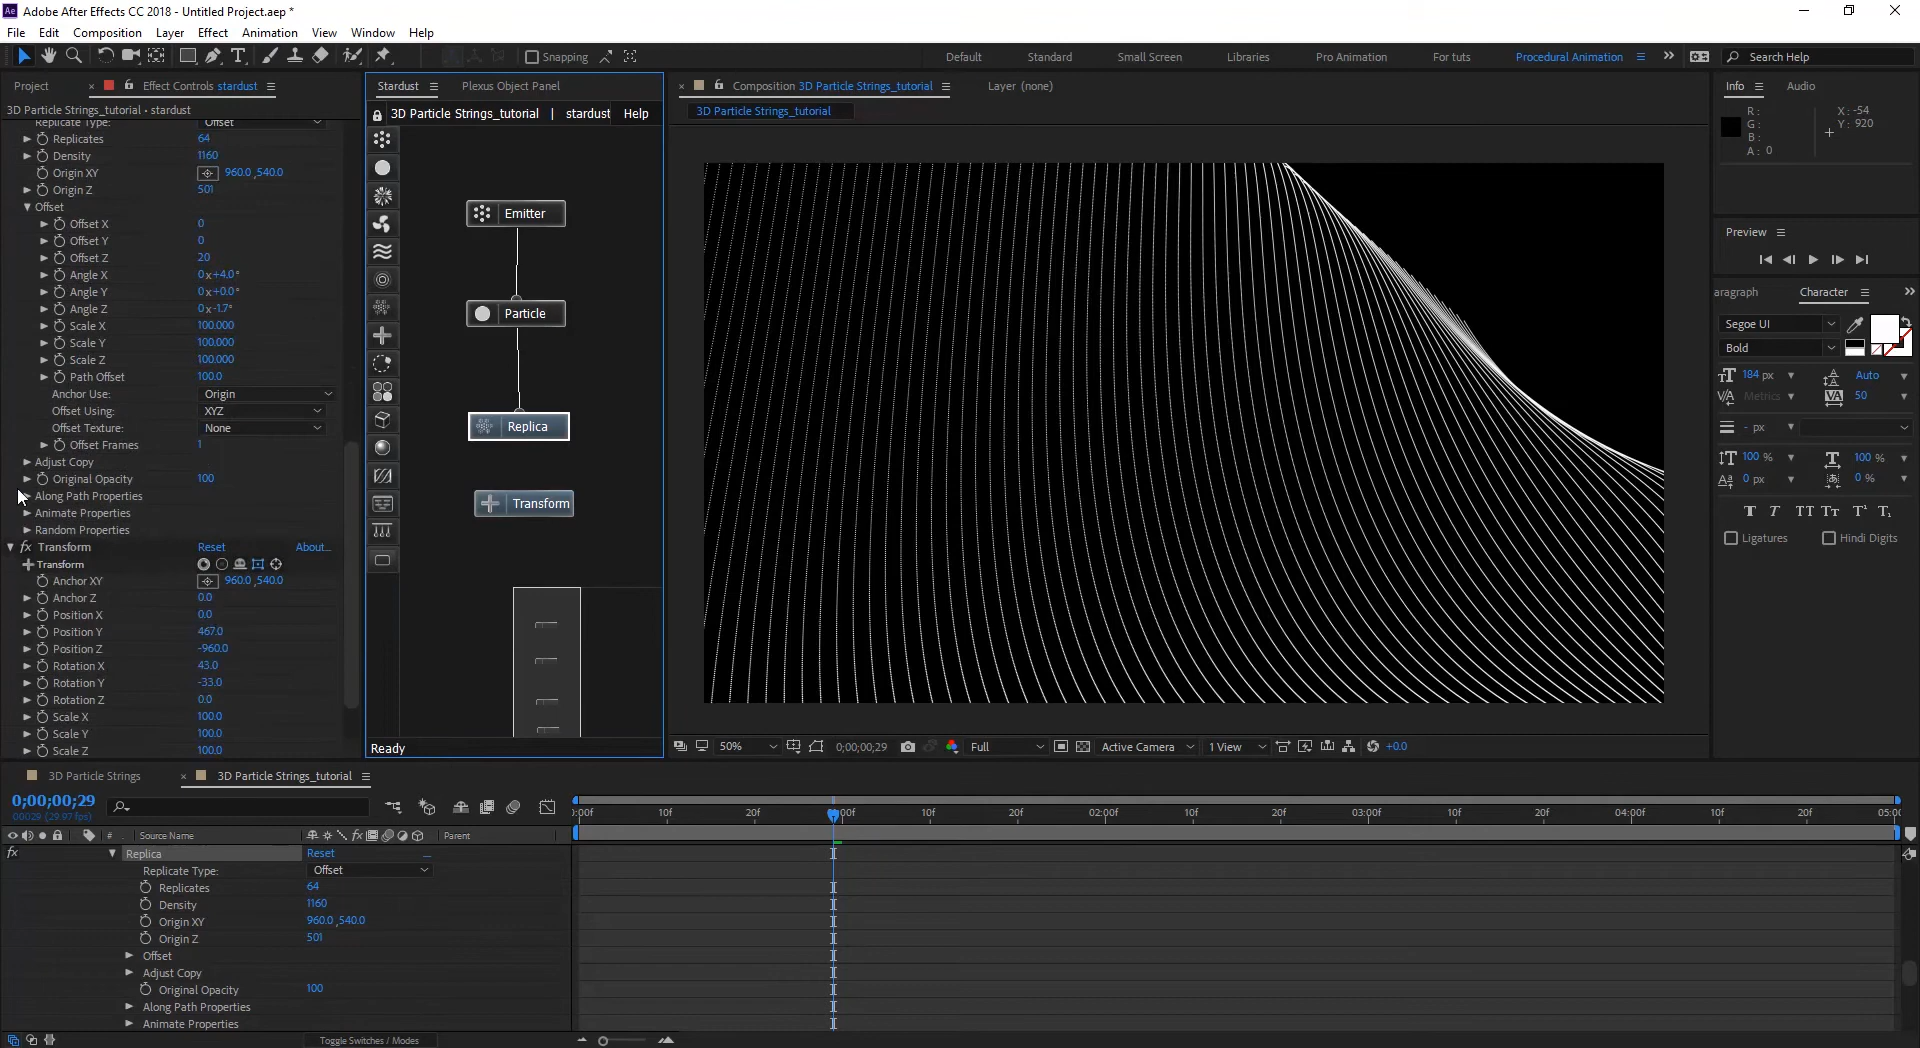 Adobe After Effects CC 2018 - Untitled Project.aep *
File Edit Composition Layer Effect Animation View Window Help
Snapping Default Standard Small Screen Libraries Pro Animation For tuts Procedural Animation Search Help
Project Effect Controls stardust
3D Particle Strings_tutorial • stardust
Replicate Type: Offset
Replicates 64
Density 1160
Origin XY 960.0 ,540.0
Origin Z 501
Offset
Offset X 0
Offset Y 0
Offset Z 20
Angle X 0x+4.0°
Angle Y 0x+0.0°
Angle Z 0x-1.7°
Scale X 100.000
Scale Y 100.000
Scale Z 100.000
Path Offset 100.0
Anchor Use: Origin
Offset Using: XYZ
Offset Texture: None
Offset Frames 1
Adjust Copy
Original Opacity 100
Along Path Properties
Animate Properties
Random Properties
fx Transform Reset About...
Transform
Anchor XY 960.0 ,540.0
Anchor Z 0.0
Position X 0.0
Position Y 467.0
Position Z -960.0
Rotation X 43.0
Rotation Y -33.0
Rotation Z 0.0
Scale X 100.0
Scale Y 100.0
Scale Z 100.0
Stardust Plexus Object Panel
3D Particle Strings_tutorial | stardust Help
Emitter
Particle
Replica
Transform
Ready
Composition 3D Particle Strings_tutorial Layer (none)
3D Particle Strings_tutorial
50% 0;00;00;29 Full Active Camera 1 View +0.0
Info Audio
R: X: -54
G: Y: 920
B:
A: 0
Preview
aragraph Character
Segoe UI
Bold
184 px Auto
Metrics 50
- px
100 % 100 %
0 px 0 %
Ligatures Hindi Digits
3D Particle Strings 3D Particle Strings_tutorial
0;00;00;29
00029 (29.97 fps)
# Source Name Parent
:00f 10f 20f 00f 10f 20f 02:00f 10f 20f 03:00f 10f 20f 04:00f 10f 20f 05:00
fx Replica Reset
Replicate Type: Offset
Replicates 64
Density 1160
Origin XY 960.0 ,540.0
Origin Z 501
Offset
Adjust Copy
Original Opacity 100
Along Path Properties
Animate Properties
Toggle Switches / Modes